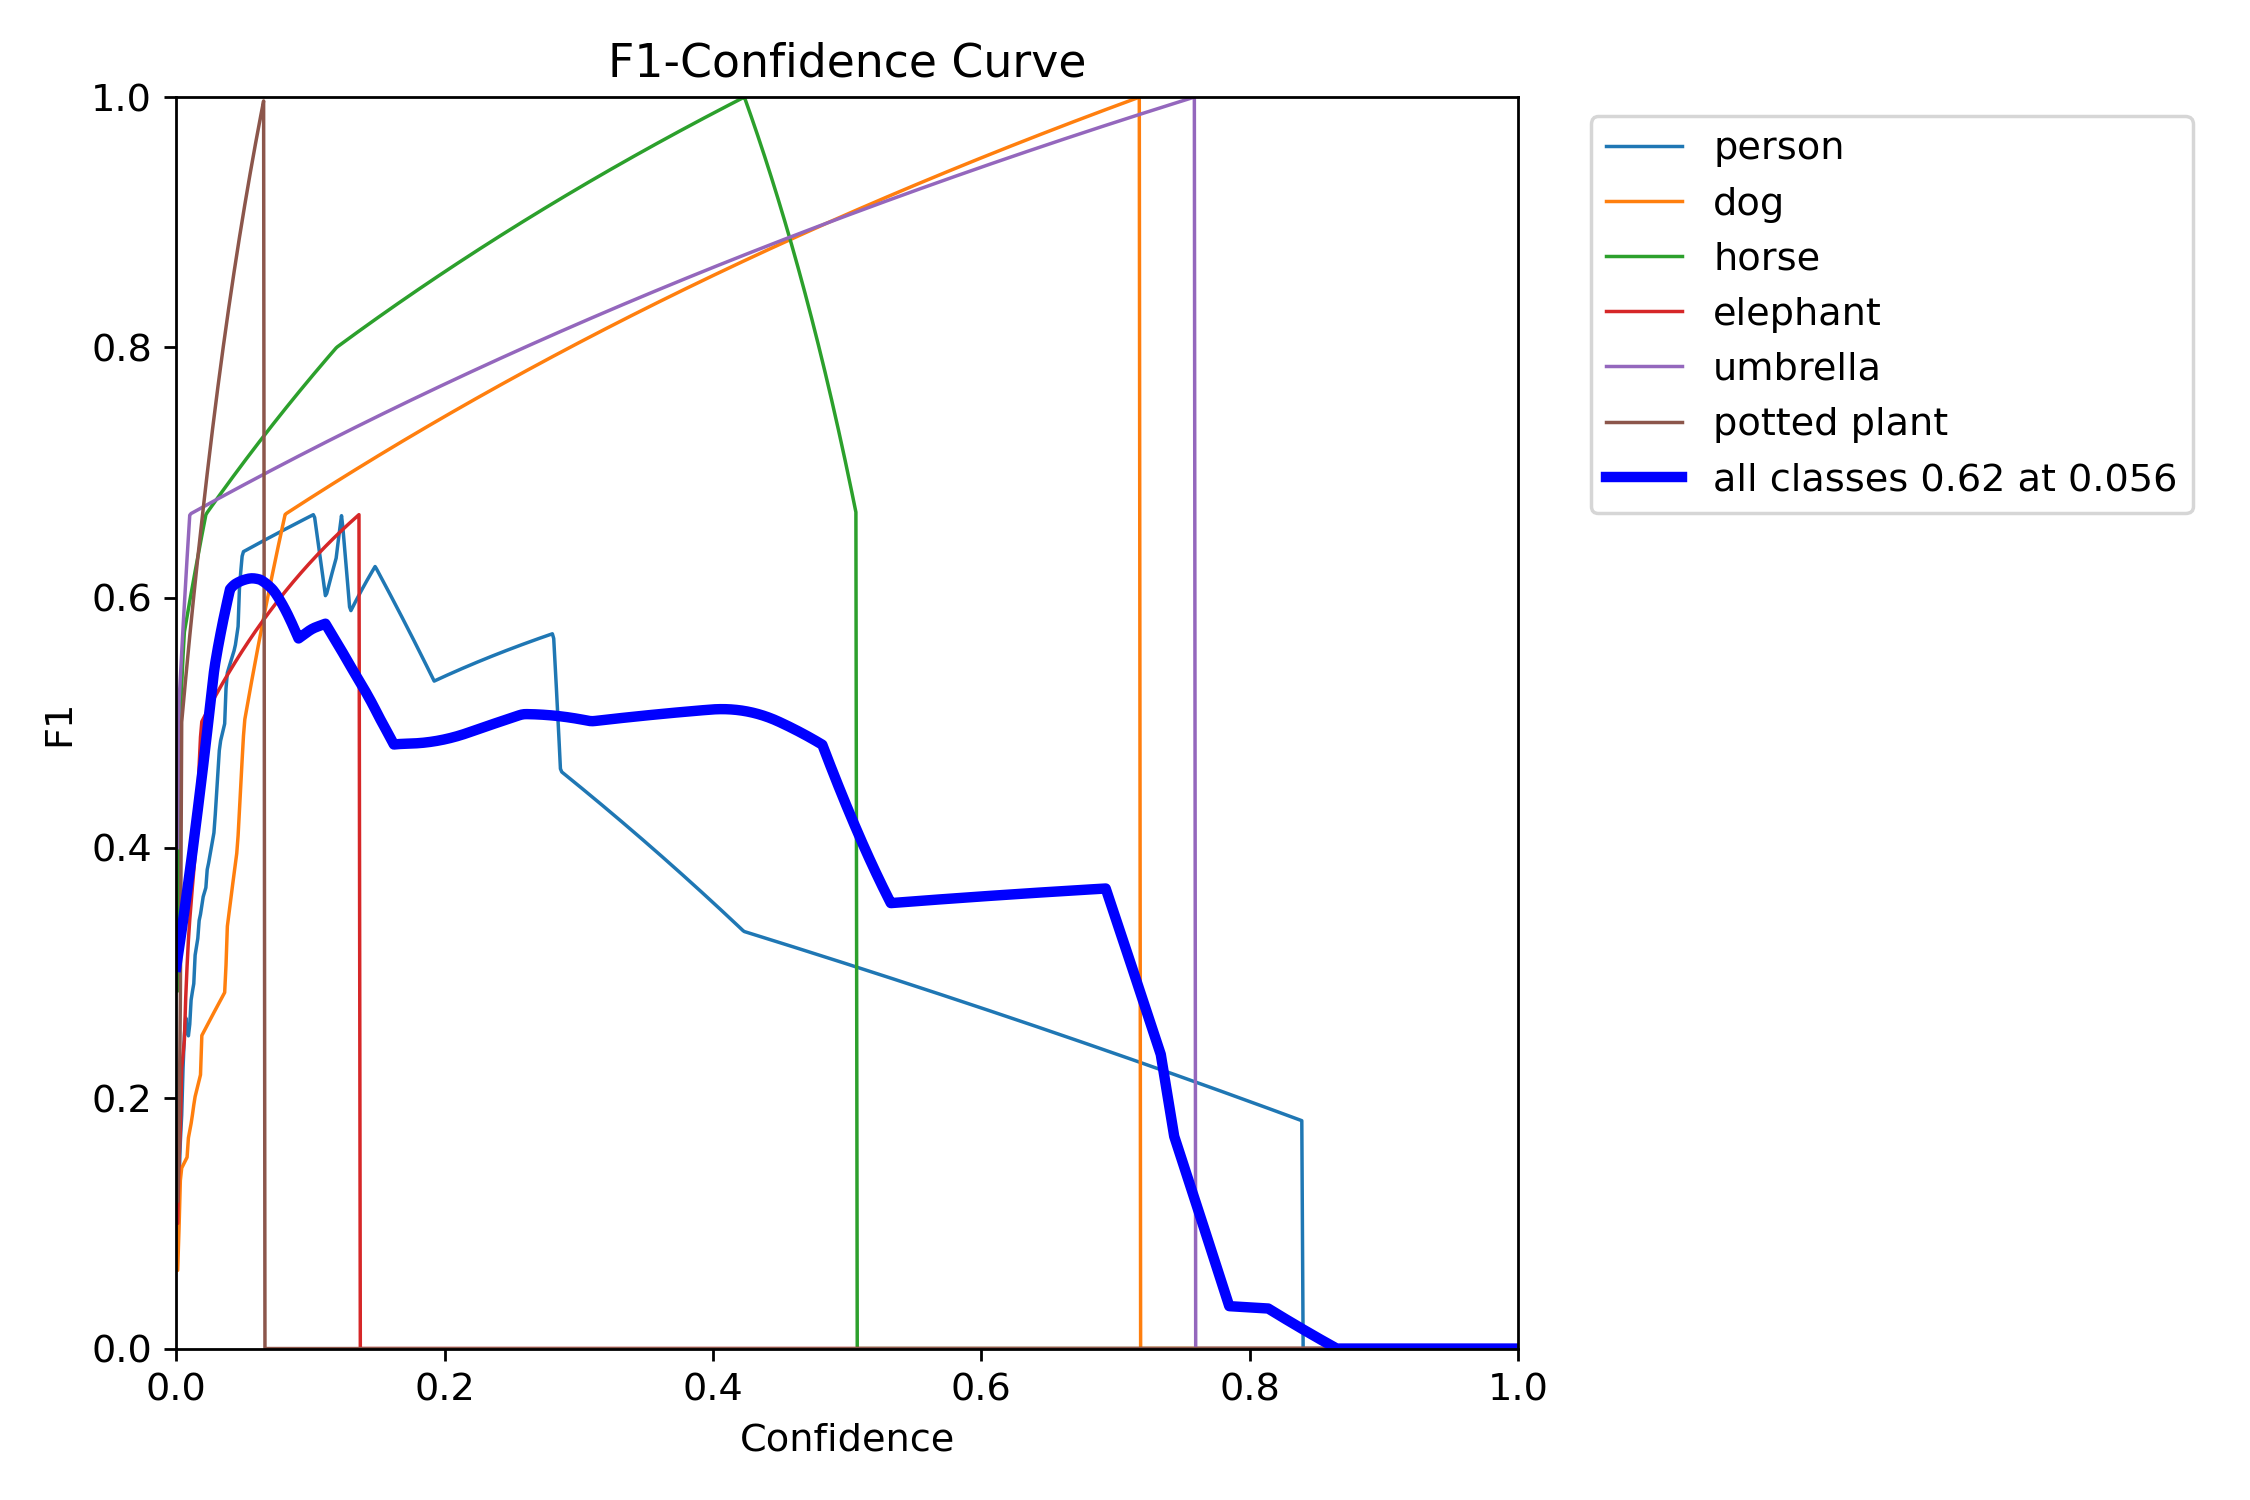 F1-Confidence Curve
1.0
0.8
0.6
0.4
0.2
0.0
F1
0.0 0.2 0.4 0.6 0.8 1.0
Confidence
person
dog
horse
elephant
umbrella
potted plant
all classes 0.62 at 0.056